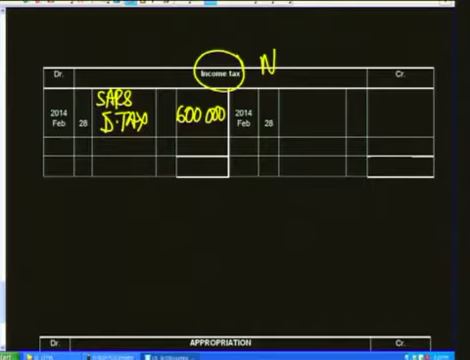 N
Dr. Income tax Cr.
2014 Feb 28 SARS I.TAX 600 000 2014 Feb 28
Dr. APPROPRIATION Cr.